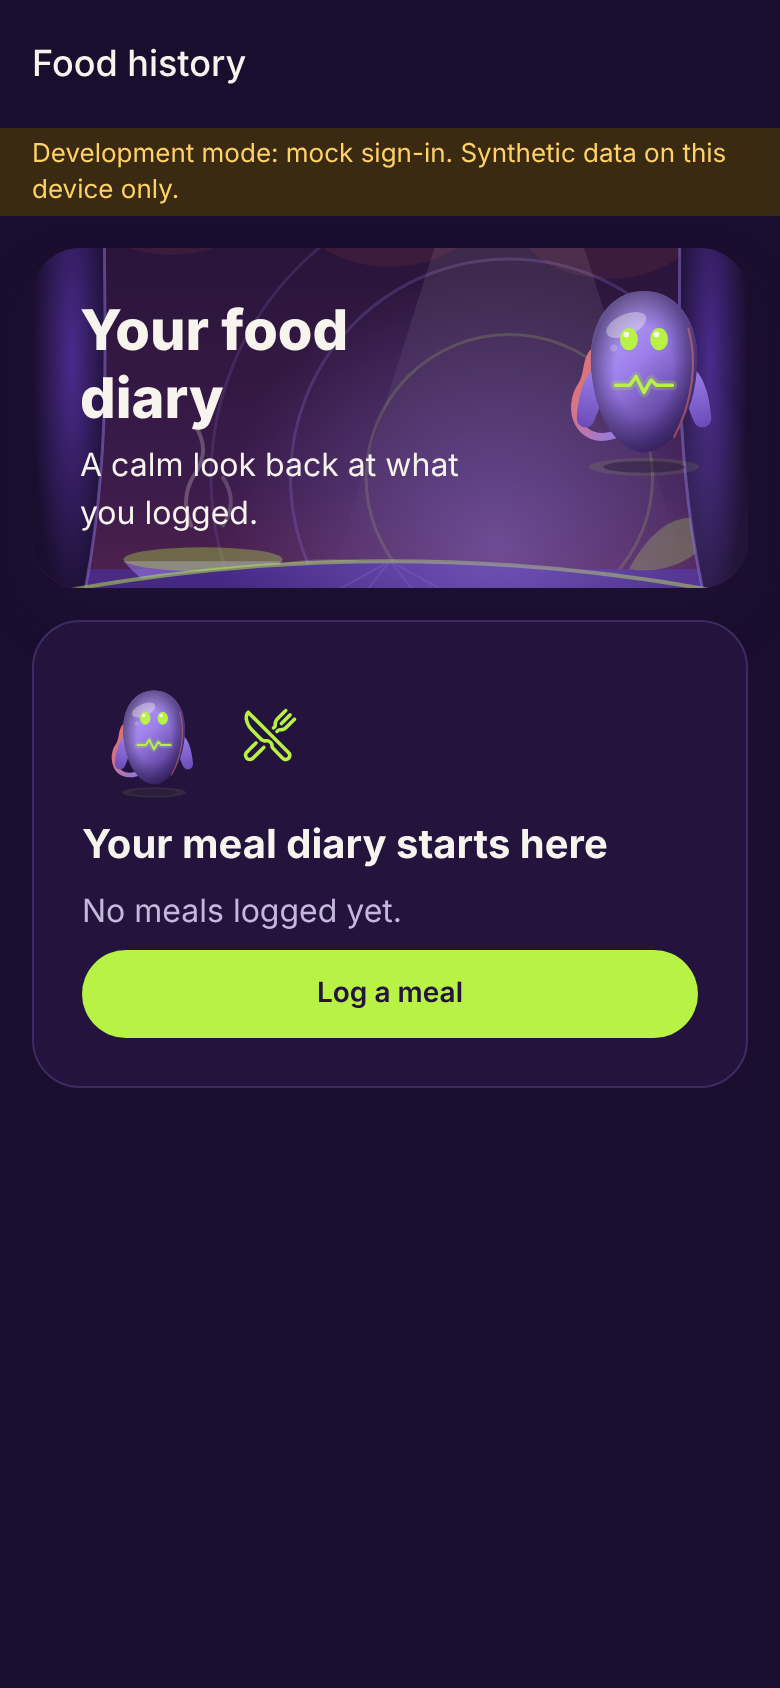 Food history
Development mode: mock sign-in. Synthetic data on this
device only.
Your food
diary
A calm look back at what
you logged.
Your meal diary starts here
No meals logged yet.
Log a meal